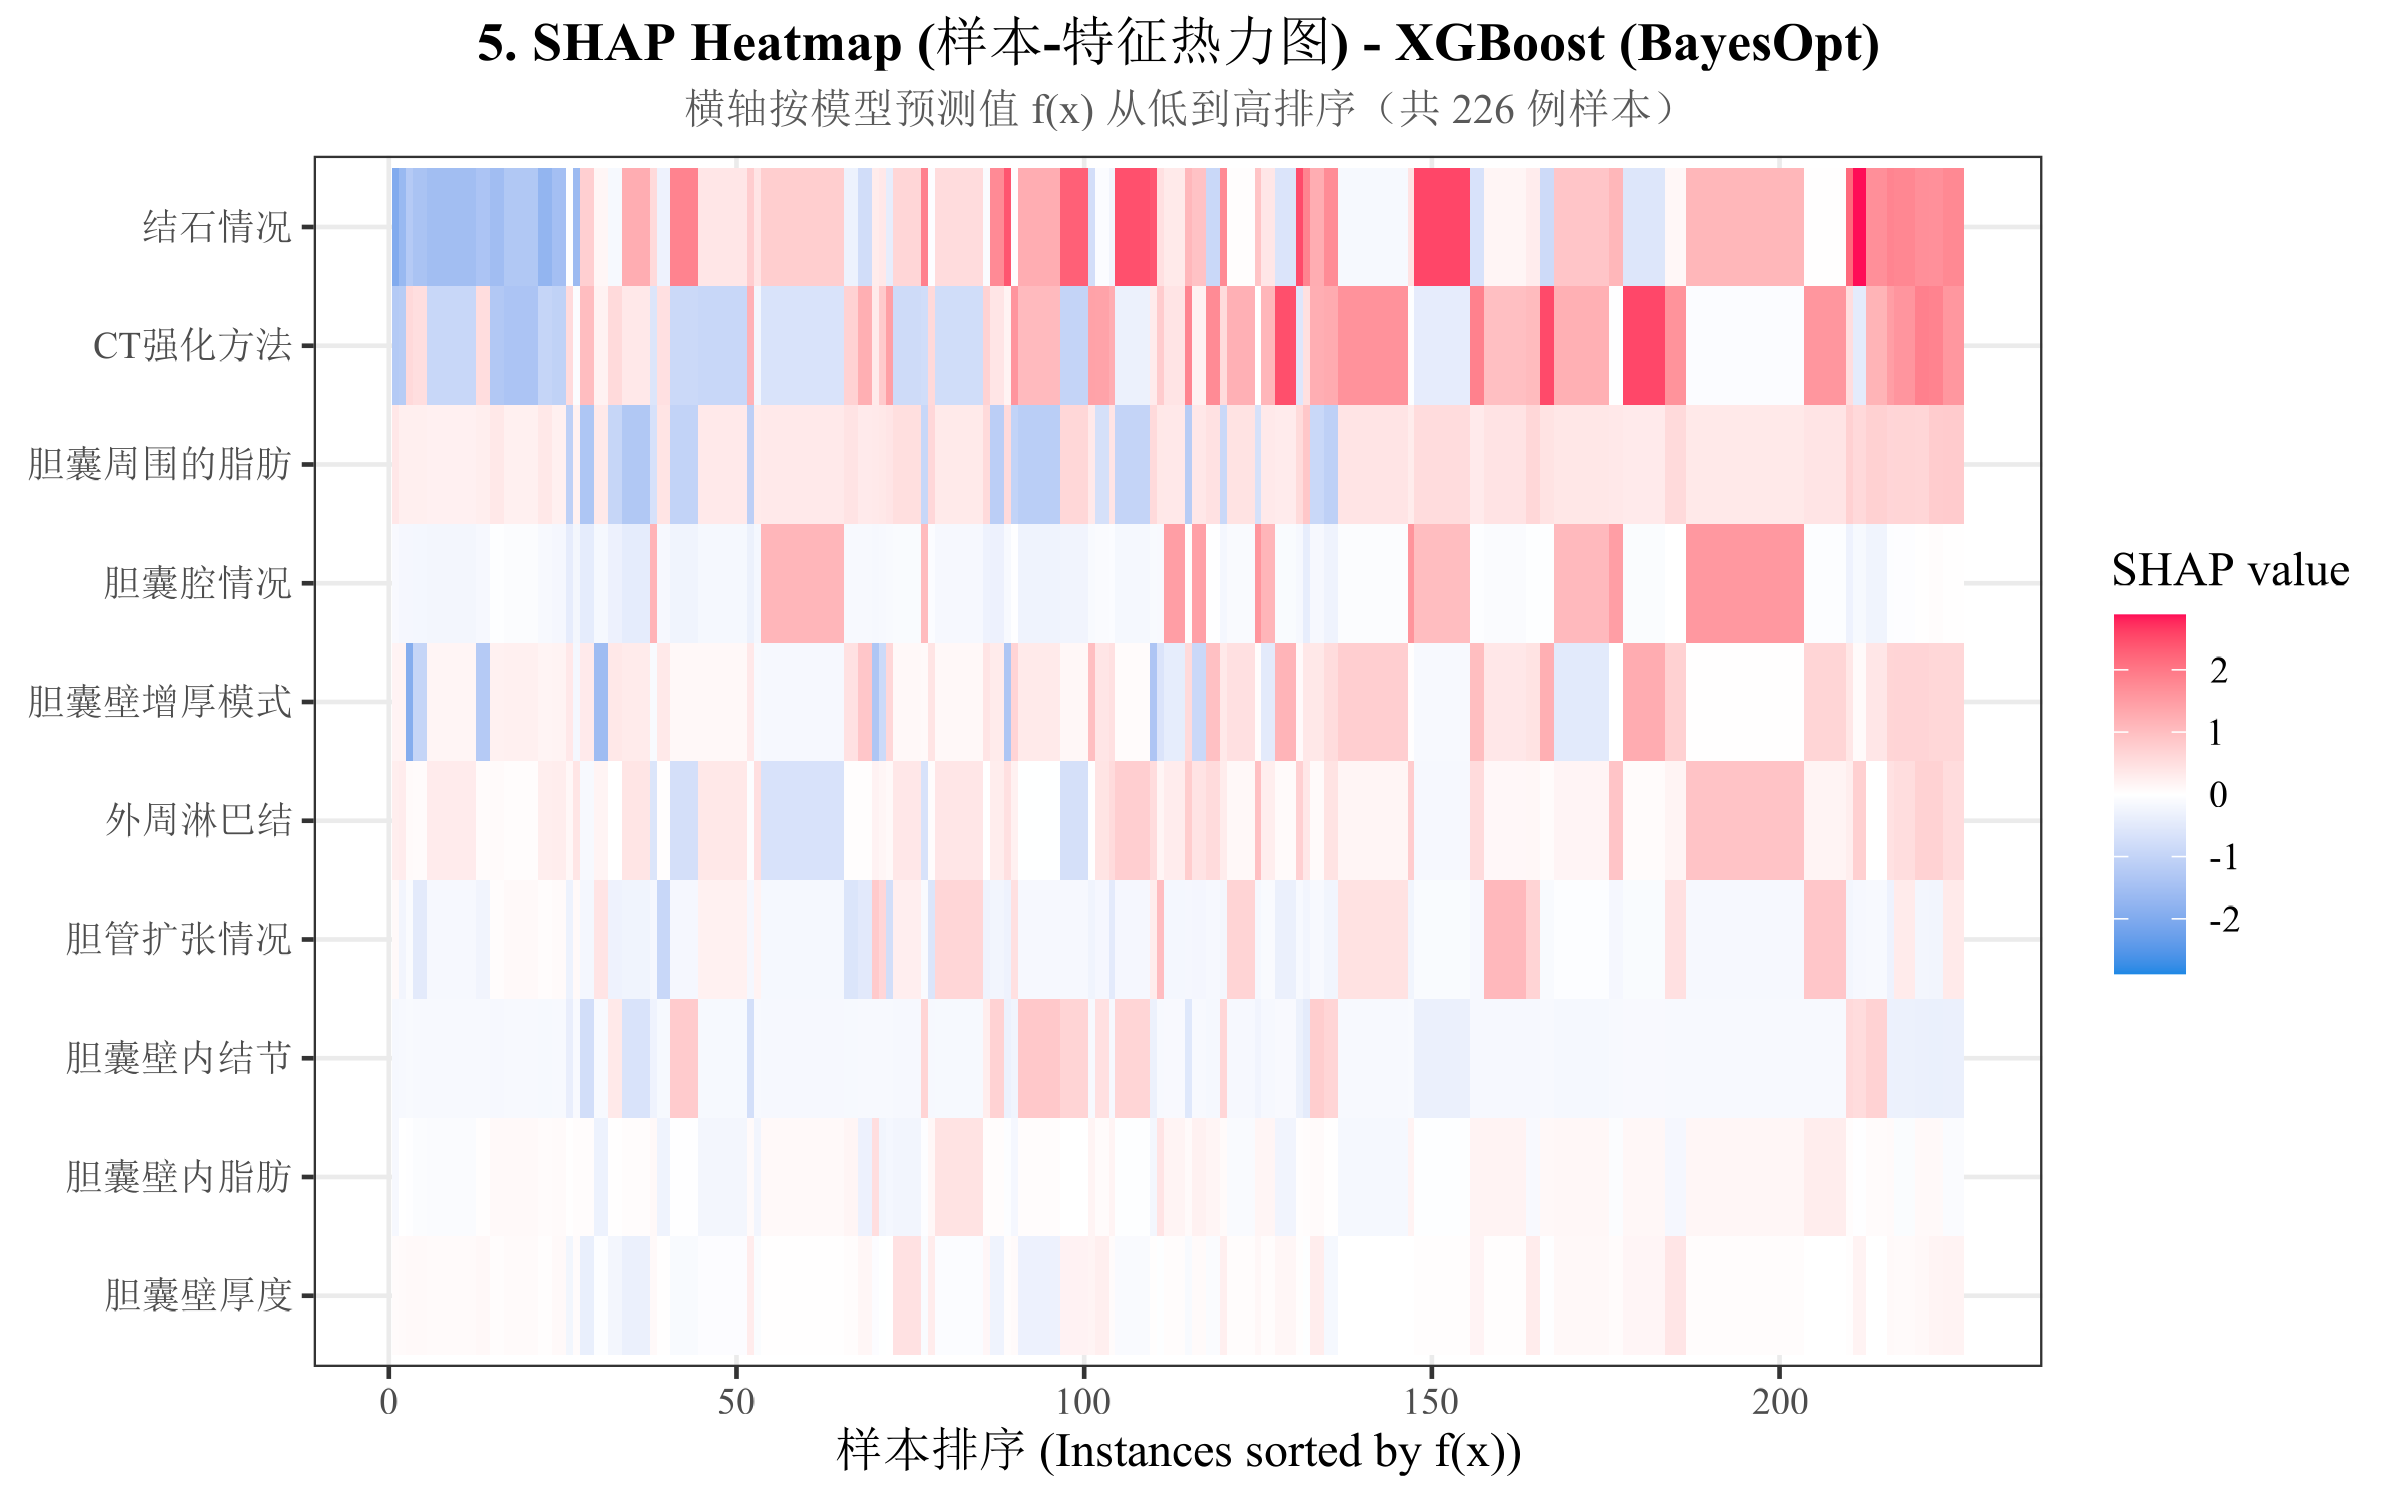 5. SHAP Heatmap (样本-特征热力图) - XGBoost (BayesOpt)
横轴按模型预测值 f(x) 从低到高排序（共 226 例样本）
结石情况
CT强化方法
胆囊周围的脂肪
胆囊腔情况
胆囊壁增厚模式
外周淋巴结
胆管扩张情况
胆囊壁内结节
胆囊壁内脂肪
胆囊壁厚度
0 50 100 150 200
样本排序 (Instances sorted by f(x))
SHAP value
2
1
0
-1
-2